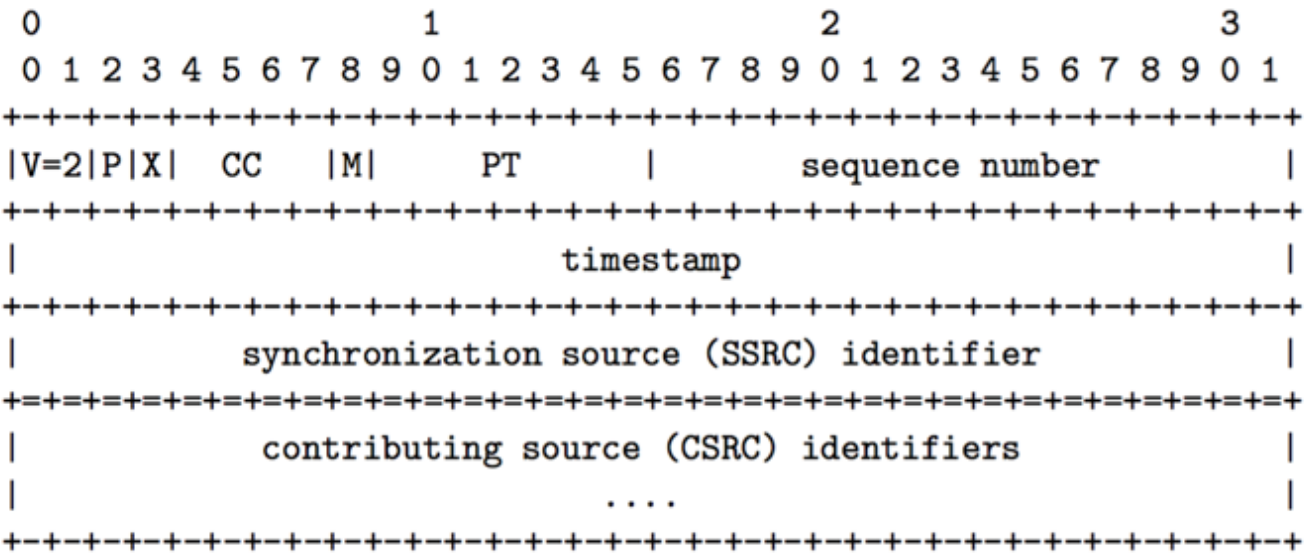 0                   1                   2                   3
0 1 2 3 4 5 6 7 8 9 0 1 2 3 4 5 6 7 8 9 0 1 2 3 4 5 6 7 8 9 0 1
+-+-+-+-+-+-+-+-+-+-+-+-+-+-+-+-+-+-+-+-+-+-+-+-+-+-+-+-+-+-+-+-+
|V=2|P|X|  CC   |M|     PT      |       sequence number         |
+-+-+-+-+-+-+-+-+-+-+-+-+-+-+-+-+-+-+-+-+-+-+-+-+-+-+-+-+-+-+-+-+
|                           timestamp                           |
+-+-+-+-+-+-+-+-+-+-+-+-+-+-+-+-+-+-+-+-+-+-+-+-+-+-+-+-+-+-+-+-+
|           synchronization source (SSRC) identifier            |
+=+=+=+=+=+=+=+=+=+=+=+=+=+=+=+=+=+=+=+=+=+=+=+=+=+=+=+=+=+=+=+=+
|            contributing source (CSRC) identifiers             |
|                             ....                              |
+-+-+-+-+-+-+-+-+-+-+-+-+-+-+-+-+-+-+-+-+-+-+-+-+-+-+-+-+-+-+-+-+